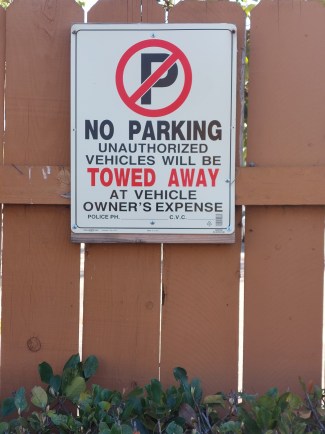 P
NO PARKING
UNAUTHORIZED
VEHICLES WILL BE
TOWED AWAY
AT VEHICLE
OWNER'S EXPENSE
POLICE PH. C.V.C.